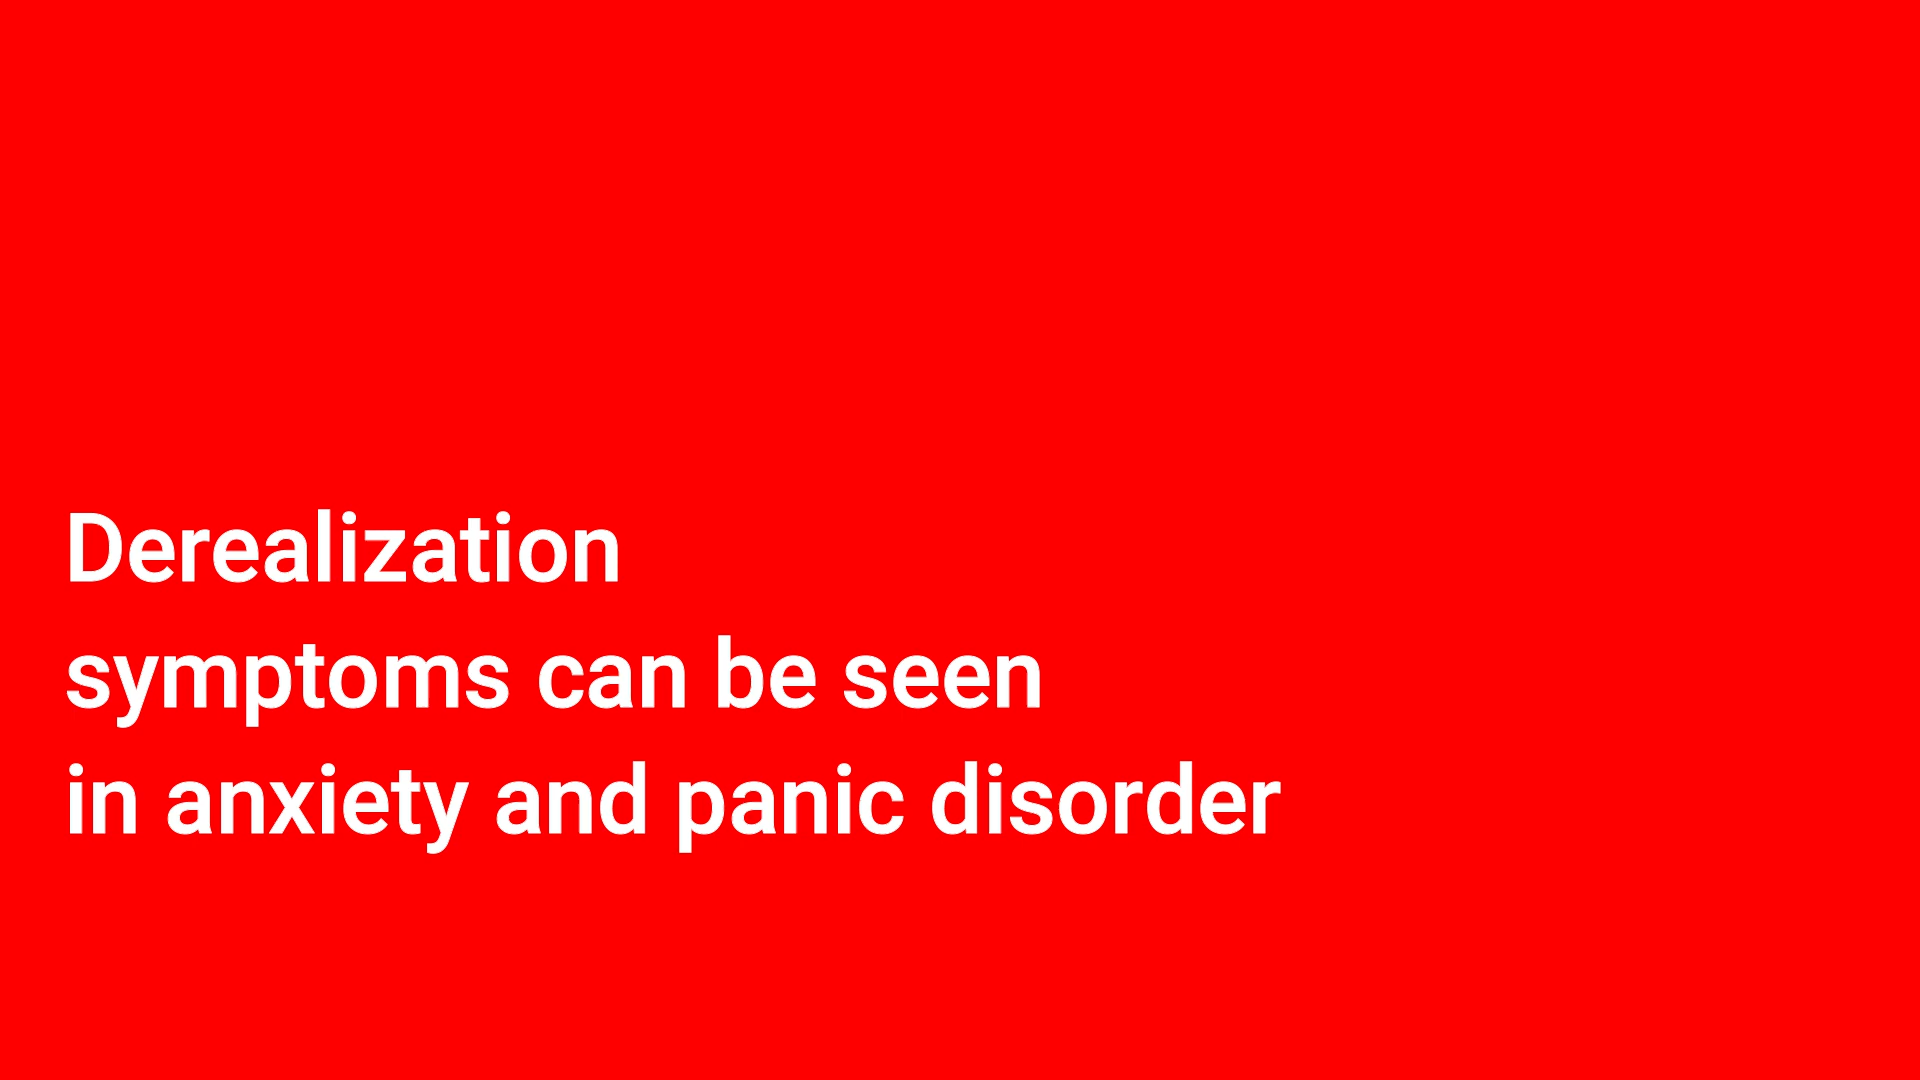 Derealization
symptoms can be seen
in anxiety and panic disorder